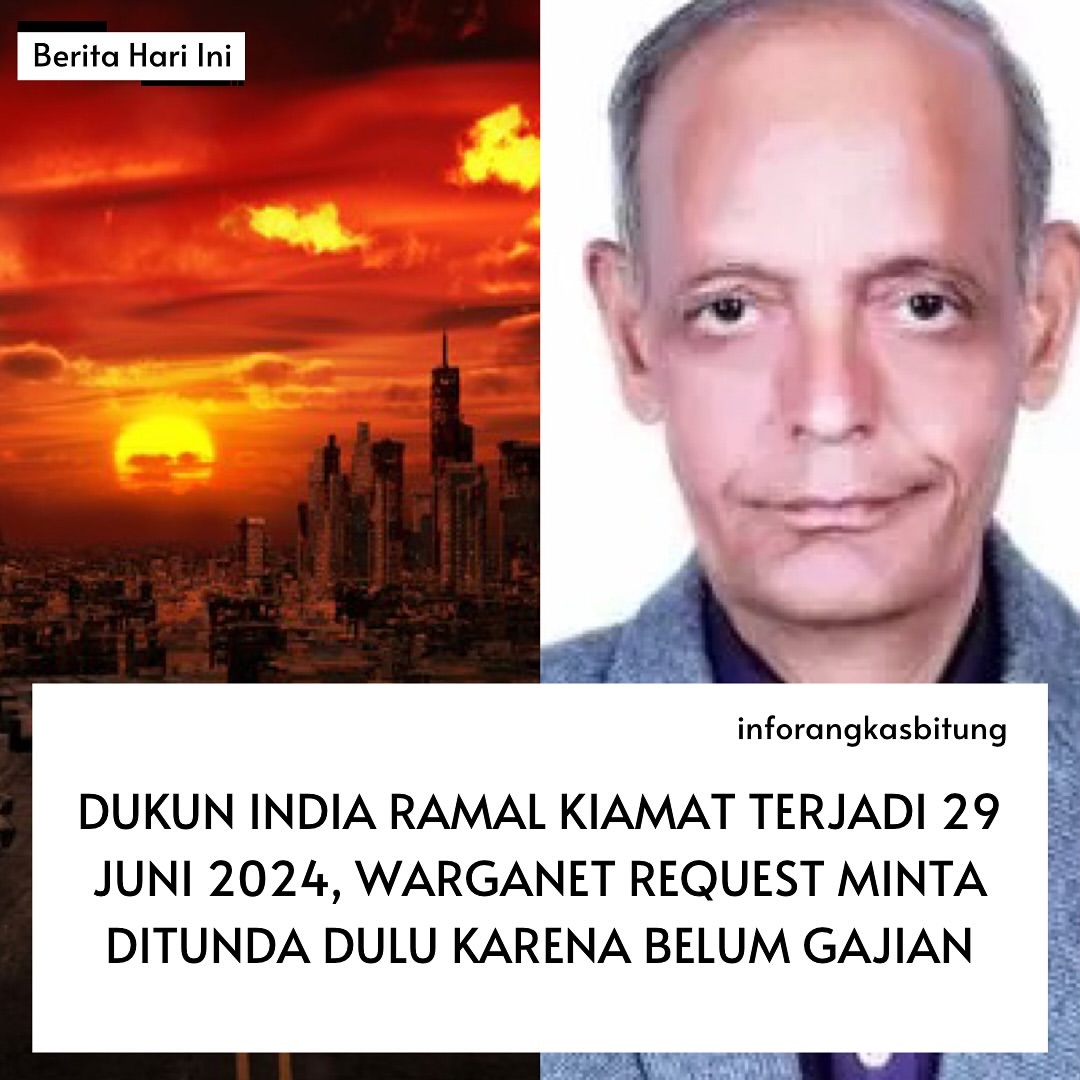 Berita Hari Ini
inforangkasbitung
DUKUN INDIA RAMAL KIAMAT TERJADI 29
JUNI 2024, WARGANET REQUEST MINTA
DITUNDA DULU KARENA BELUM GAJIAN